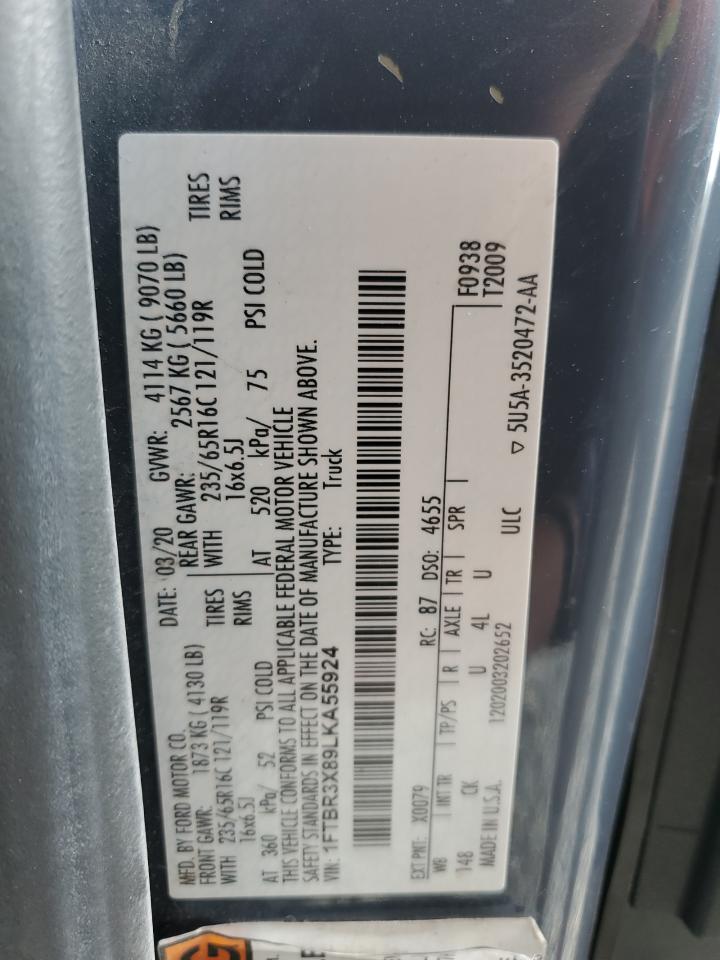 MFD. BY FORD MOTOR CO.
DATE: 03/20 GVWR: 4114 KG ( 9070 LB)
FRONT GAWR: 1873 KG ( 4130 LB)
REAR GAWR: 2567 KG ( 5660 LB)
WITH 235/65R16C 121/119R TIRES
WITH 235/65R16C 121/119R TIRES
16x6.5J RIMS
16x6.5J RIMS
AT 360 kPa/ 52 PSI COLD
AT 520 kPa/ 75 PSI COLD
THIS VEHICLE CONFORMS TO ALL APPLICABLE FEDERAL MOTOR VEHICLE
SAFETY STANDARDS IN EFFECT ON THE DATE OF MANUFACTURE SHOWN ABOVE.
VIN: 1FTBR3X89LKA55924 TYPE: Truck
EXT PNT: X0079 RC: 87 DSO: 4655 F0938
WB INT TR TP/PS R AXLE TR SPR T2009
148 CK U 4L U
MADE IN U.S.A. 1202003202652 ULC ▽ 5U5A-3520472-AA